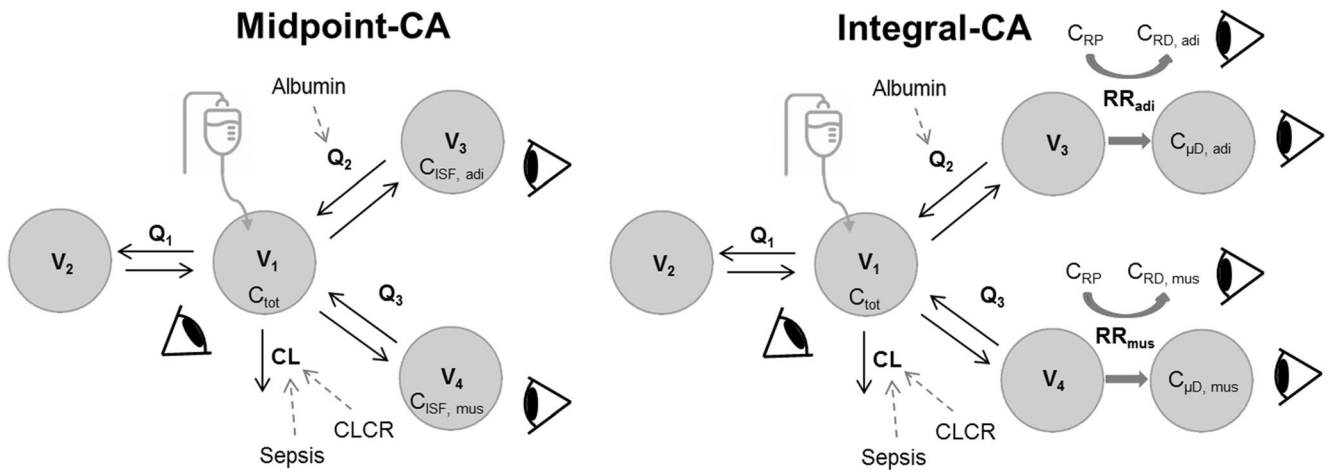 Midpoint-CA
Albumin
Q2
V3
CISF, adi
Q1
V2
V1
Ctot
Q3
CL
V4
CISF, mus
CLCR
Sepsis
Integral-CA
CRP CRD, adi
RRadi
Albumin
Q2
V3
CµD, adi
Q1
V2
V1
Ctot
Q3
CRP CRD, mus
RRmus
CL
V4
CµD, mus
CLCR
Sepsis